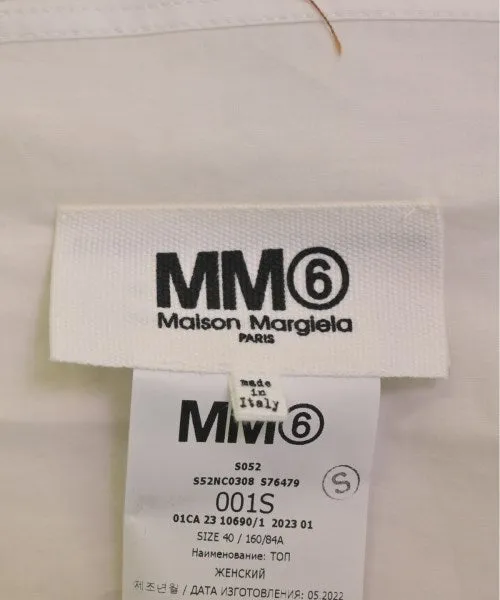 MM⑥
Maison Margiela
PARIS
made
in
Italy
MM⑥
S052
S52NC0308 S76479
S
001S
01CA 23 10690/1 2023 01
SIZE 40 / 160/84A
Наименование: ТОП
ЖЕНСКИЙ
제조년월 / ДАТА ИЗГОТОВЛЕНИЯ: 05.2022